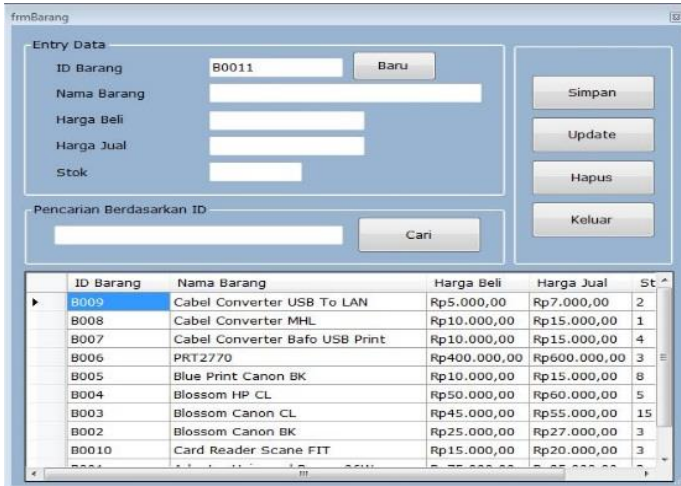 frmBarang
Entry Data
ID Barang B0011 Baru
Nama Barang
Harga Beli
Harga Jual
Stok
Simpan
Update
Hapus
Keluar
Pencarian Berdasarkan ID
Cari
ID Barang Nama Barang Harga Beli Harga Jual St
B009 Cabel Converter USB To LAN Rp5.000,00 Rp7.000,00 2
B008 Cabel Converter MHL Rp10.000,00 Rp15.000,00 1
B007 Cabel Converter Bafo USB Print Rp10.000,00 Rp15.000,00 4
B006 PRT2770 Rp400.000,00 Rp600.000,00 3
B005 Blue Print Canon BK Rp10.000,00 Rp15.000,00 8
B004 Blossom HP CL Rp50.000,00 Rp60.000,00 5
B003 Blossom Canon CL Rp45.000,00 Rp55.000,00 15
B002 Blossom Canon BK Rp25.000,00 Rp27.000,00 3
B0010 Card Reader Scane FIT Rp15.000,00 Rp20.000,00 3